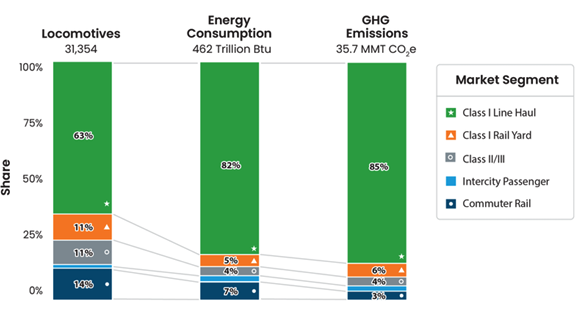 Locomotives
31,354
Energy
Consumption
462 Trillion Btu
GHG
Emissions
35.7 MMT CO₂e
Share
100%
75%
50%
25%
0%
63%
11%
11%
14%
82%
5%
4%
7%
85%
6%
4%
3%
Market Segment
Class I Line Haul
Class I Rail Yard
Class II/III
Intercity Passenger
Commuter Rail